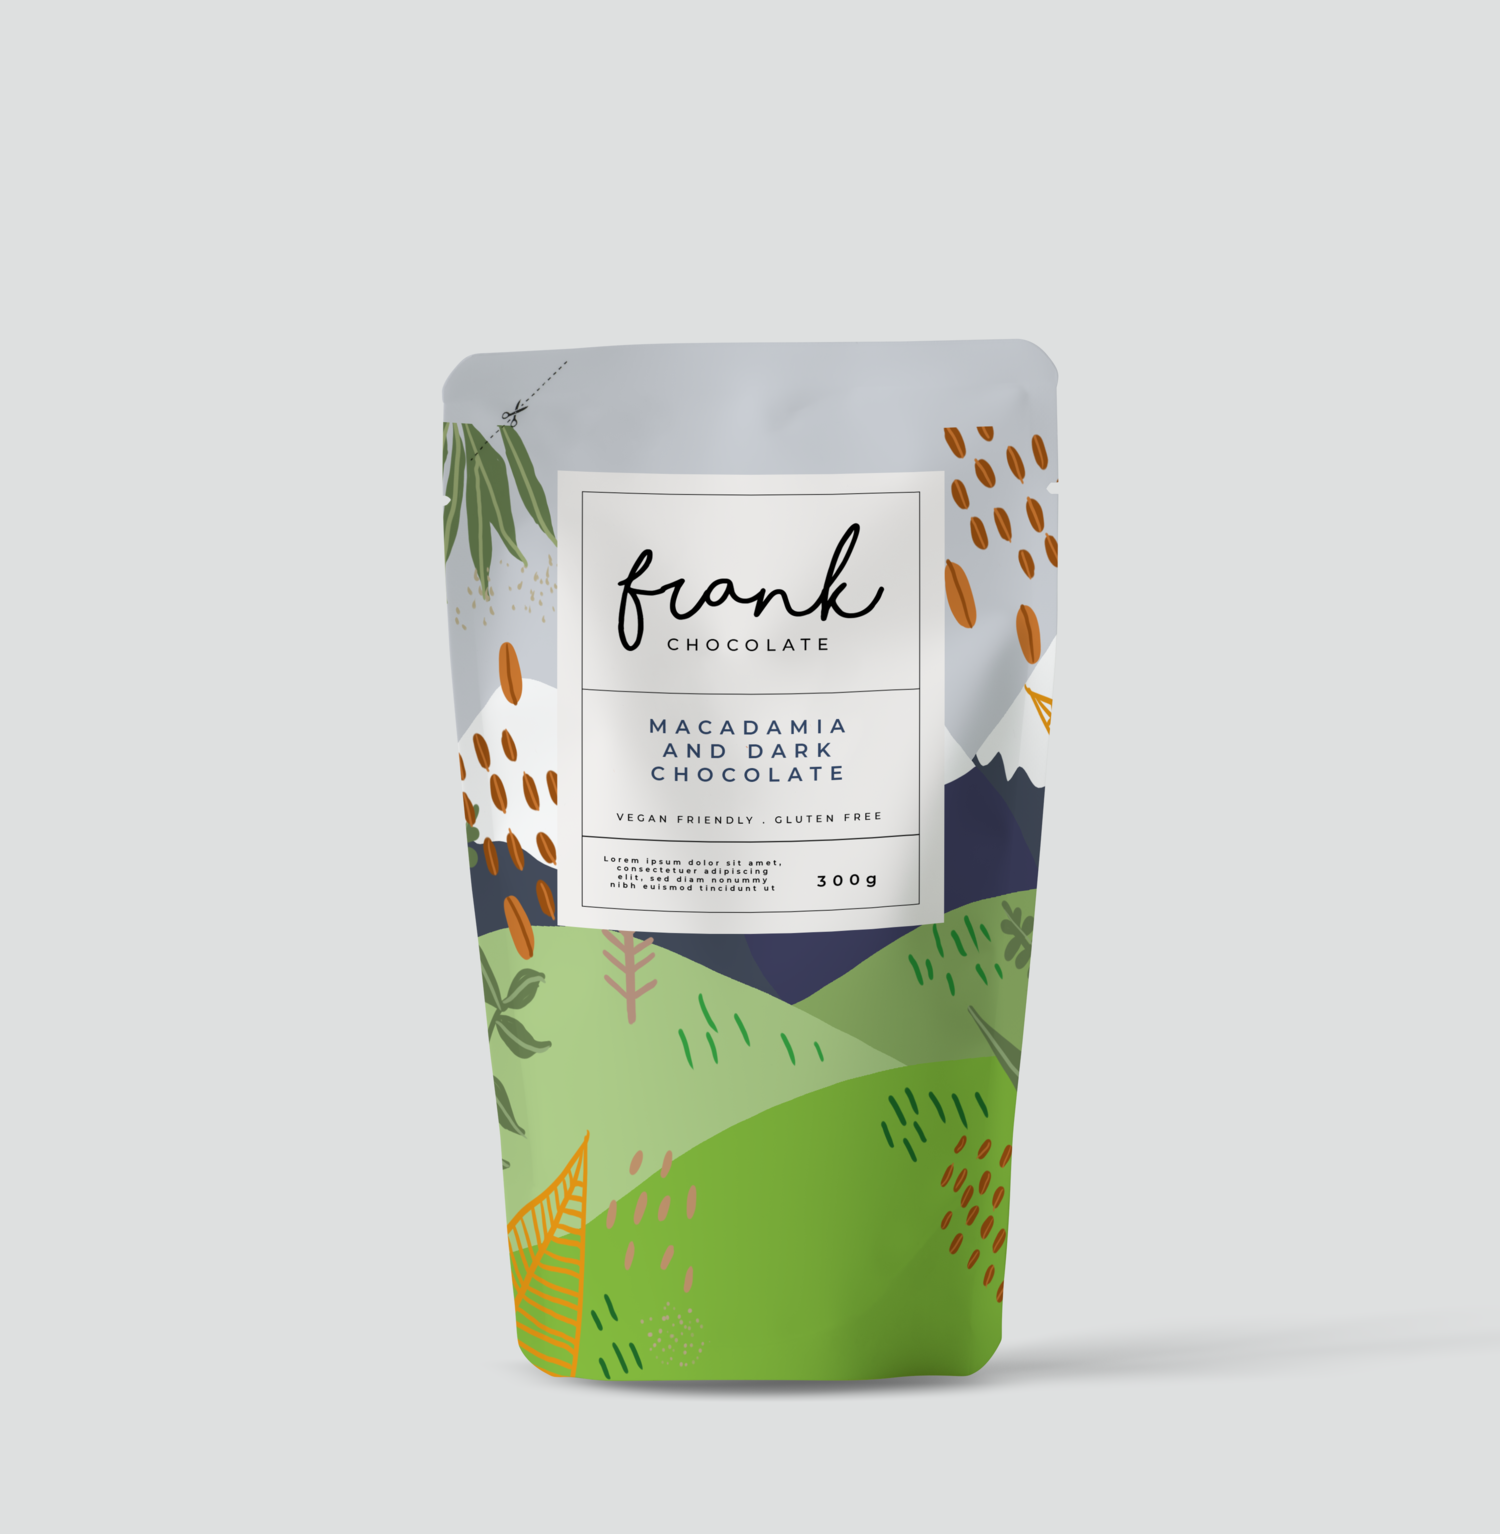 frank
CHOCOLATE
MACADAMIA
AND DARK
CHOCOLATE
VEGAN FRIENDLY . GLUTEN FREE
Lorem ipsum dolor sit amet,
consectetuer adipiscing
elit, sed diam nonummy
nibh euismod tincidunt ut
300g